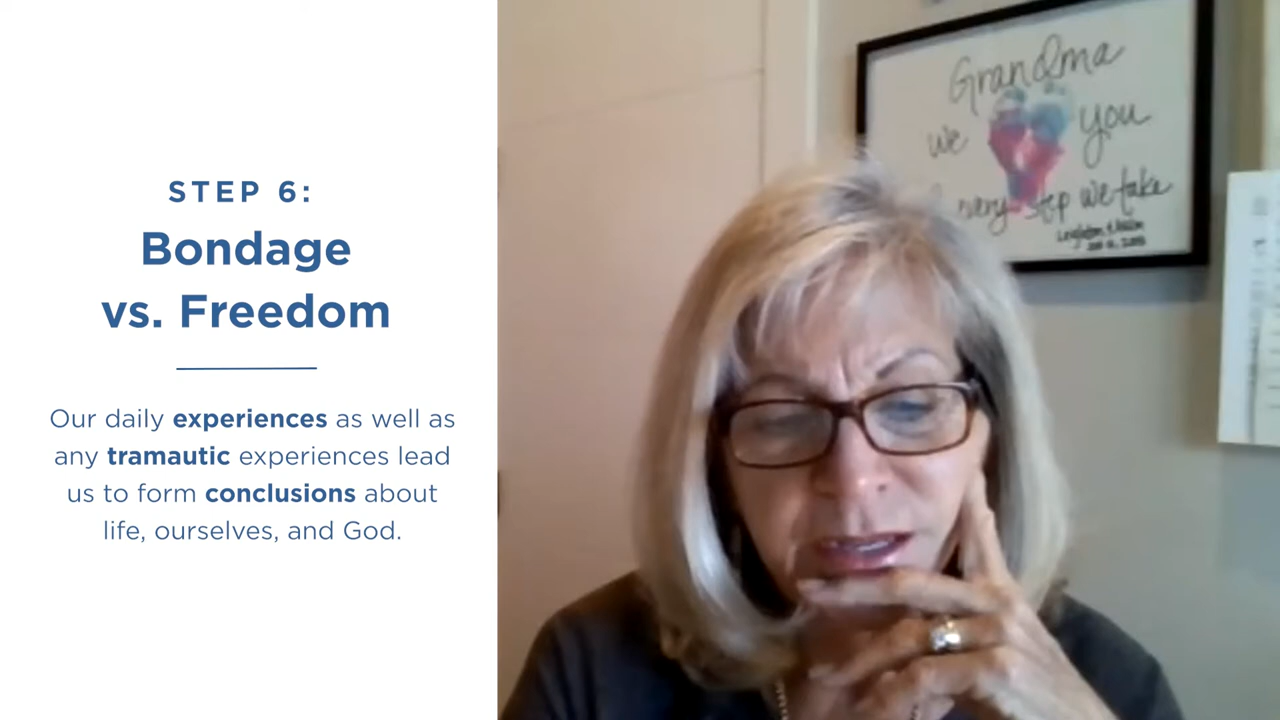 STEP 6:
Bondage
vs. Freedom
Our daily experiences as well as
any tramautic experiences lead
us to form conclusions about
life, ourselves, and God.
Grandma
we you
every step we take